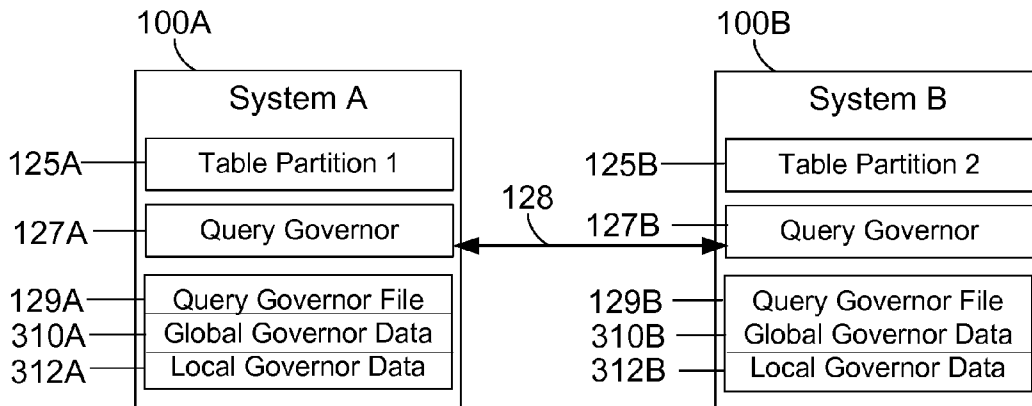 100A
System A
125A
Table Partition 1
127A
Query Governor
129A
Query Governor File
310A
Global Governor Data
312A
Local Governor Data
128
100B
System B
125B
Table Partition 2
127B
Query Governor
129B
Query Governor File
310B
Global Governor Data
312B
Local Governor Data